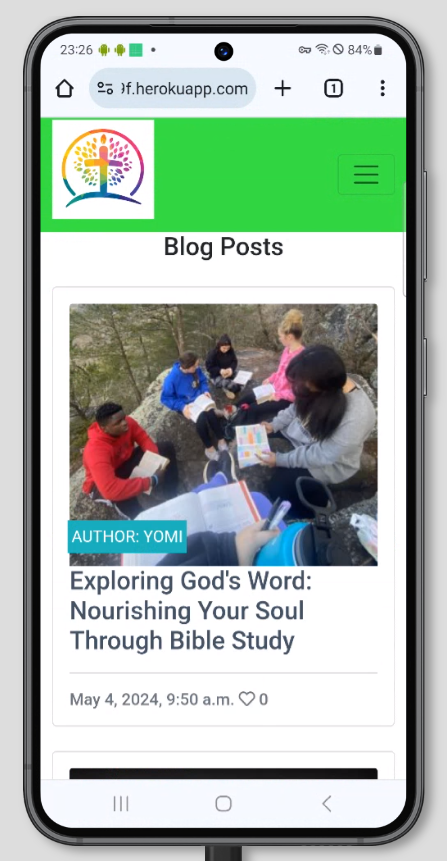 23:26
84%
9f.herokuapp.com
1
Blog Posts
AUTHOR: YOMI
Exploring God's Word:
Nourishing Your Soul
Through Bible Study
May 4, 2024, 9:50 a.m. 0